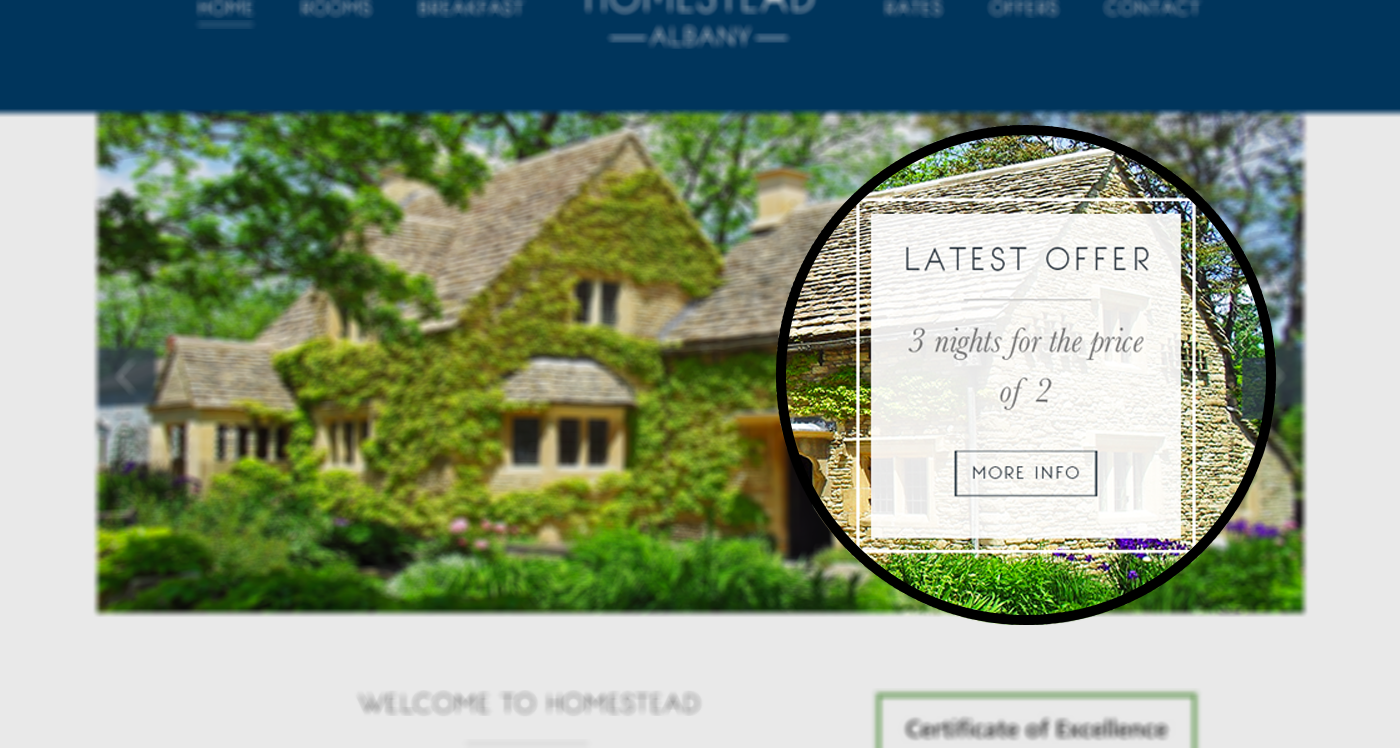 HOME ROOMS BREAKFAST HOMESTEAD RATES OFFERS CONTACT
ALBANY
LATEST OFFER
3 nights for the price
of 2
MORE INFO
WELCOME TO HOMESTEAD
Certificate of Excellence